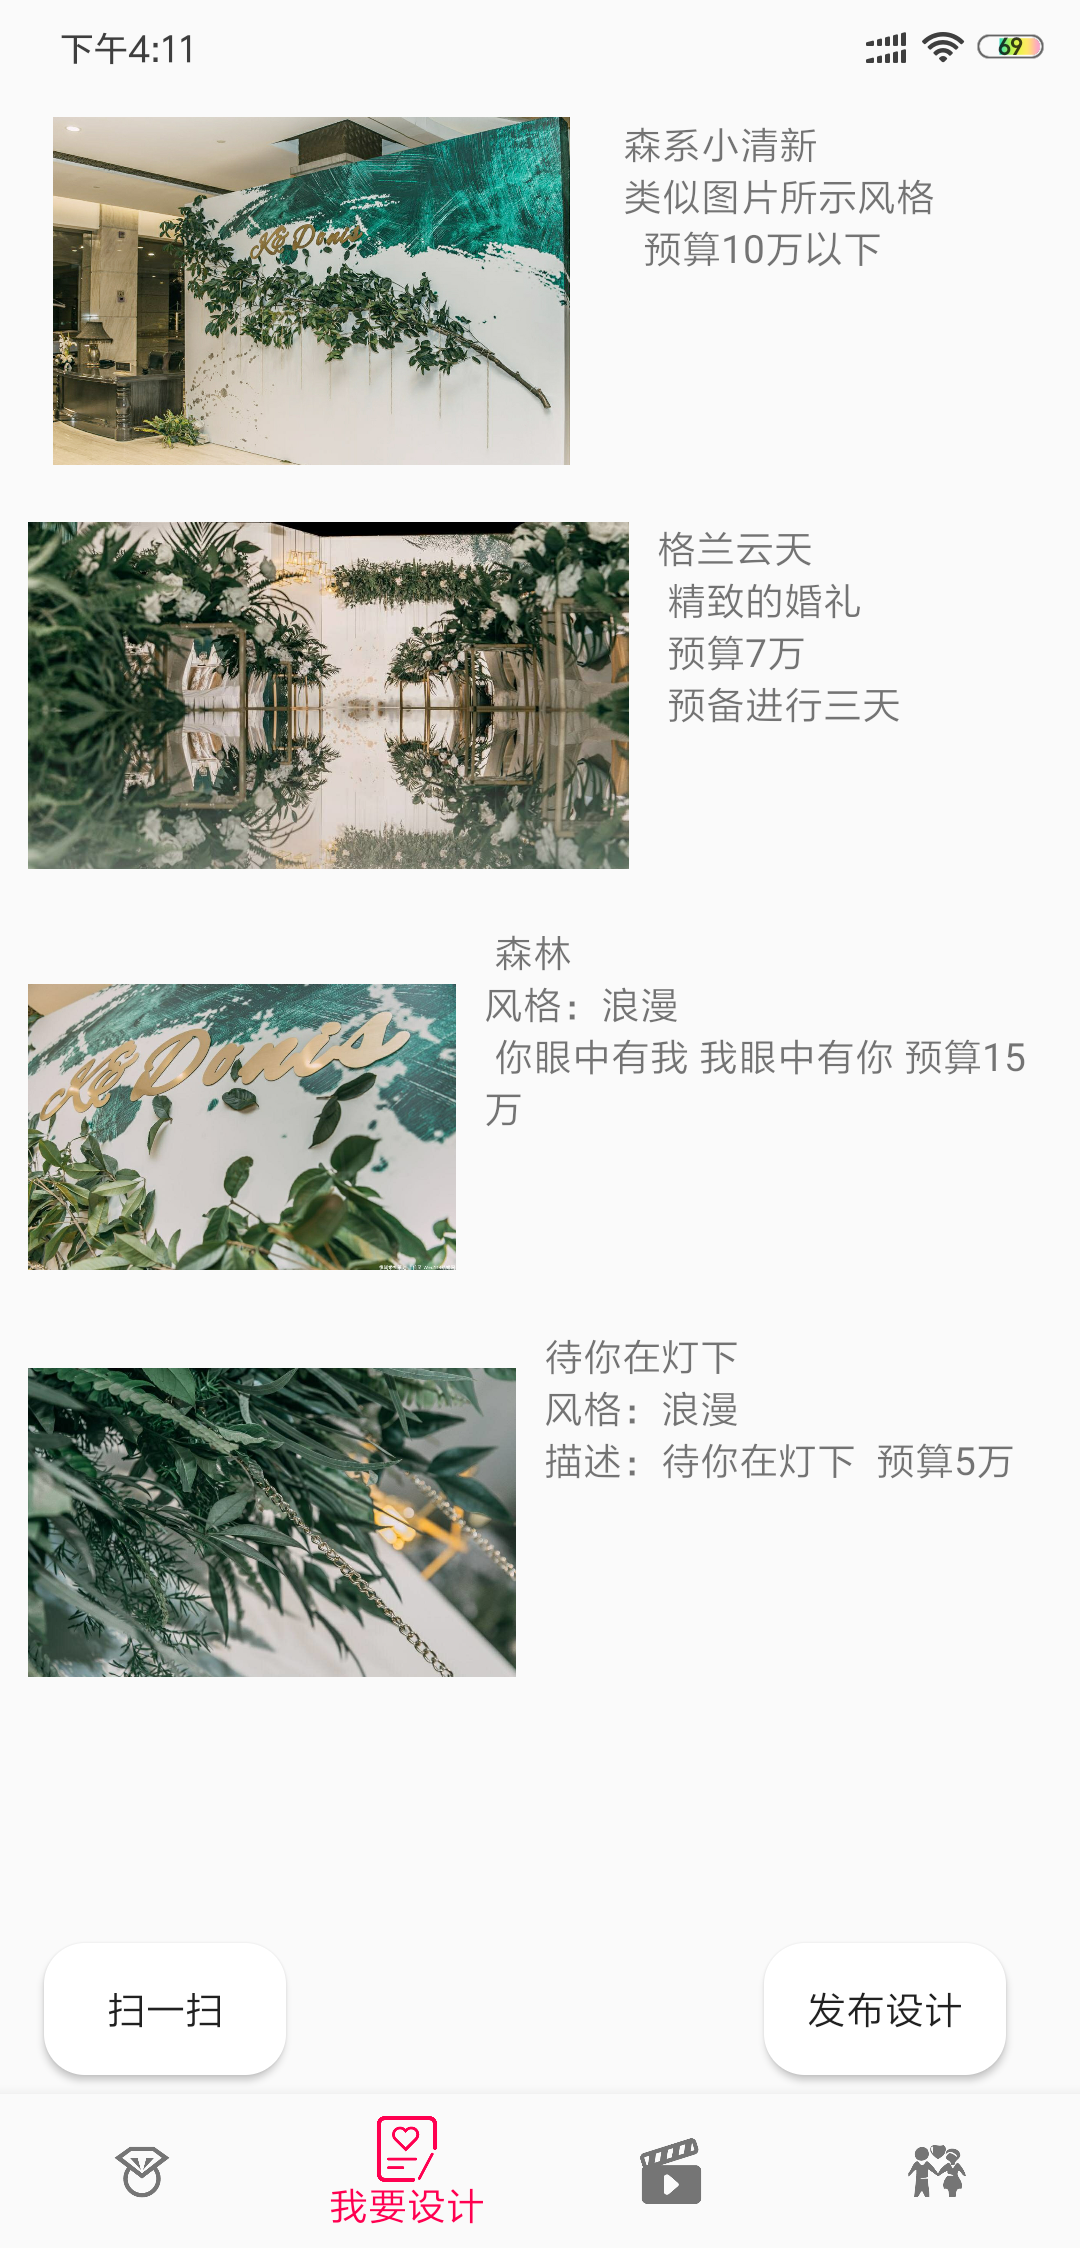 下午4:11
69
K&Donis
森系小清新
类似图片所示风格
预算10万以下
格兰云天
精致的婚礼
预算7万
预备进行三天
K&Donis
森林
风格：浪漫
你眼中有我 我眼中有你 预算15
万
待你在灯下
风格：浪漫
描述：待你在灯下 预算5万
扫一扫
发布设计
我要设计